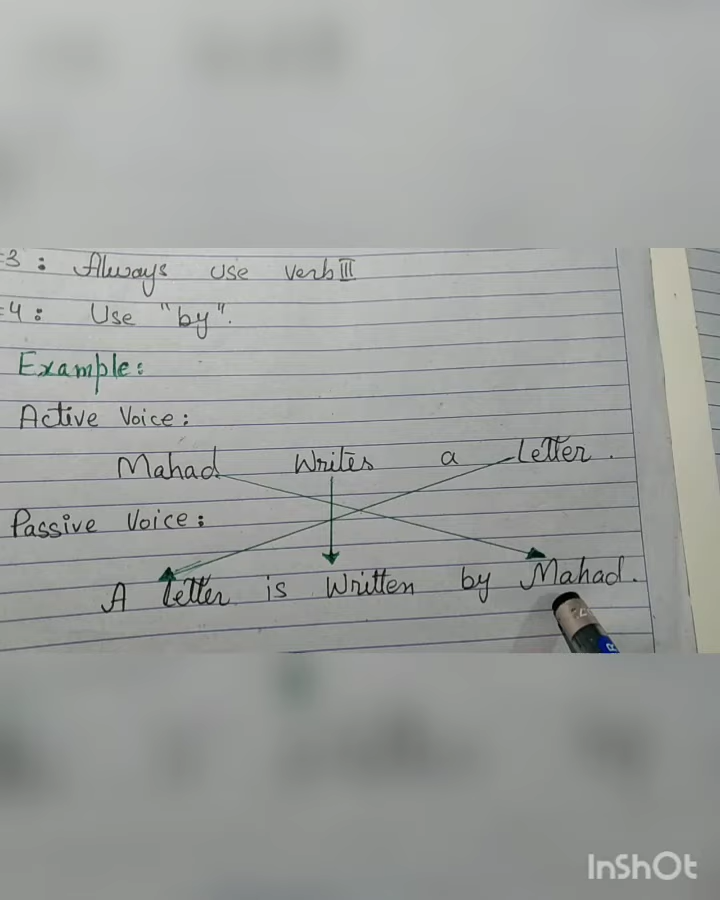 =3 : Always use verb III
=4 : Use "by".
Example:
Active Voice:
Mahad Writes a letter.
Passive Voice:
A letter is Written by Mahad.
InShOt